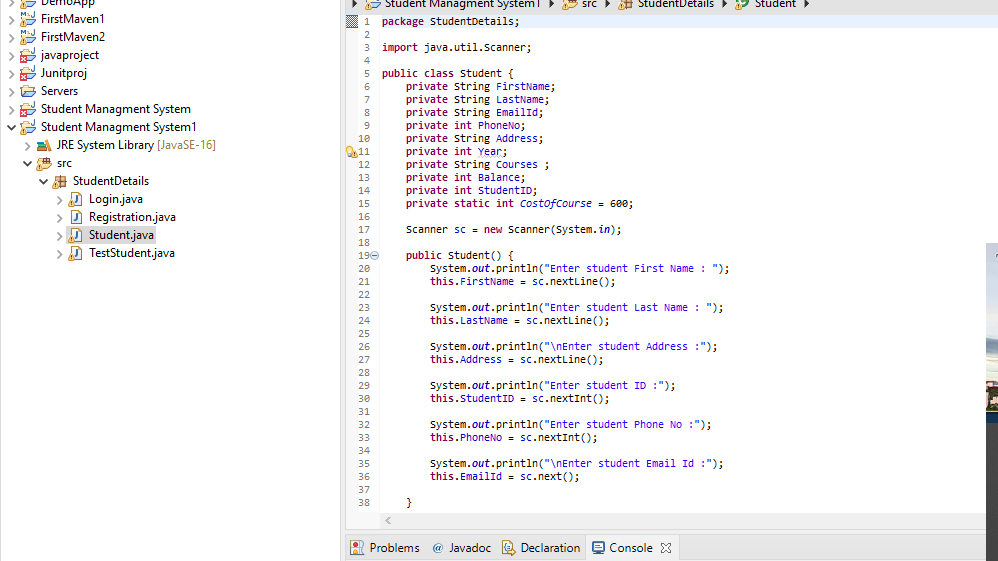 DemoApp
FirstMaven1
FirstMaven2
javaproject
Junitproj
Servers
Student Managment System
Student Managment System1
JRE System Library [JavaSE-16]
src
StudentDetails
Login.java
Registration.java
Student.java
TestStudent.java
Student Managment System1 src StudentDetails Student
1 package StudentDetails;
2
3 import java.util.Scanner;
4
5 public class Student {
6 private String FirstName;
7 private String LastName;
8 private String EmailId;
9 private int PhoneNo;
10 private String Address;
11 private int Year;
12 private String Courses ;
13 private int Balance;
14 private int StudentID;
15 private static int CostOfCourse = 600;
16
17 Scanner sc = new Scanner(System.in);
18
19 public Student() {
20 System.out.println("Enter student First Name : ");
21 this.FirstName = sc.nextLine();
22
23 System.out.println("Enter student Last Name : ");
24 this.LastName = sc.nextLine();
25
26 System.out.println("\nEnter student Address :");
27 this.Address = sc.nextLine();
28
29 System.out.println("Enter student ID :");
30 this.StudentID = sc.nextInt();
31
32 System.out.println("Enter student Phone No :");
33 this.PhoneNo = sc.nextInt();
34
35 System.out.println("\nEnter student Email Id :");
36 this.EmailId = sc.next();
37
38 }
Problems @ Javadoc Declaration Console